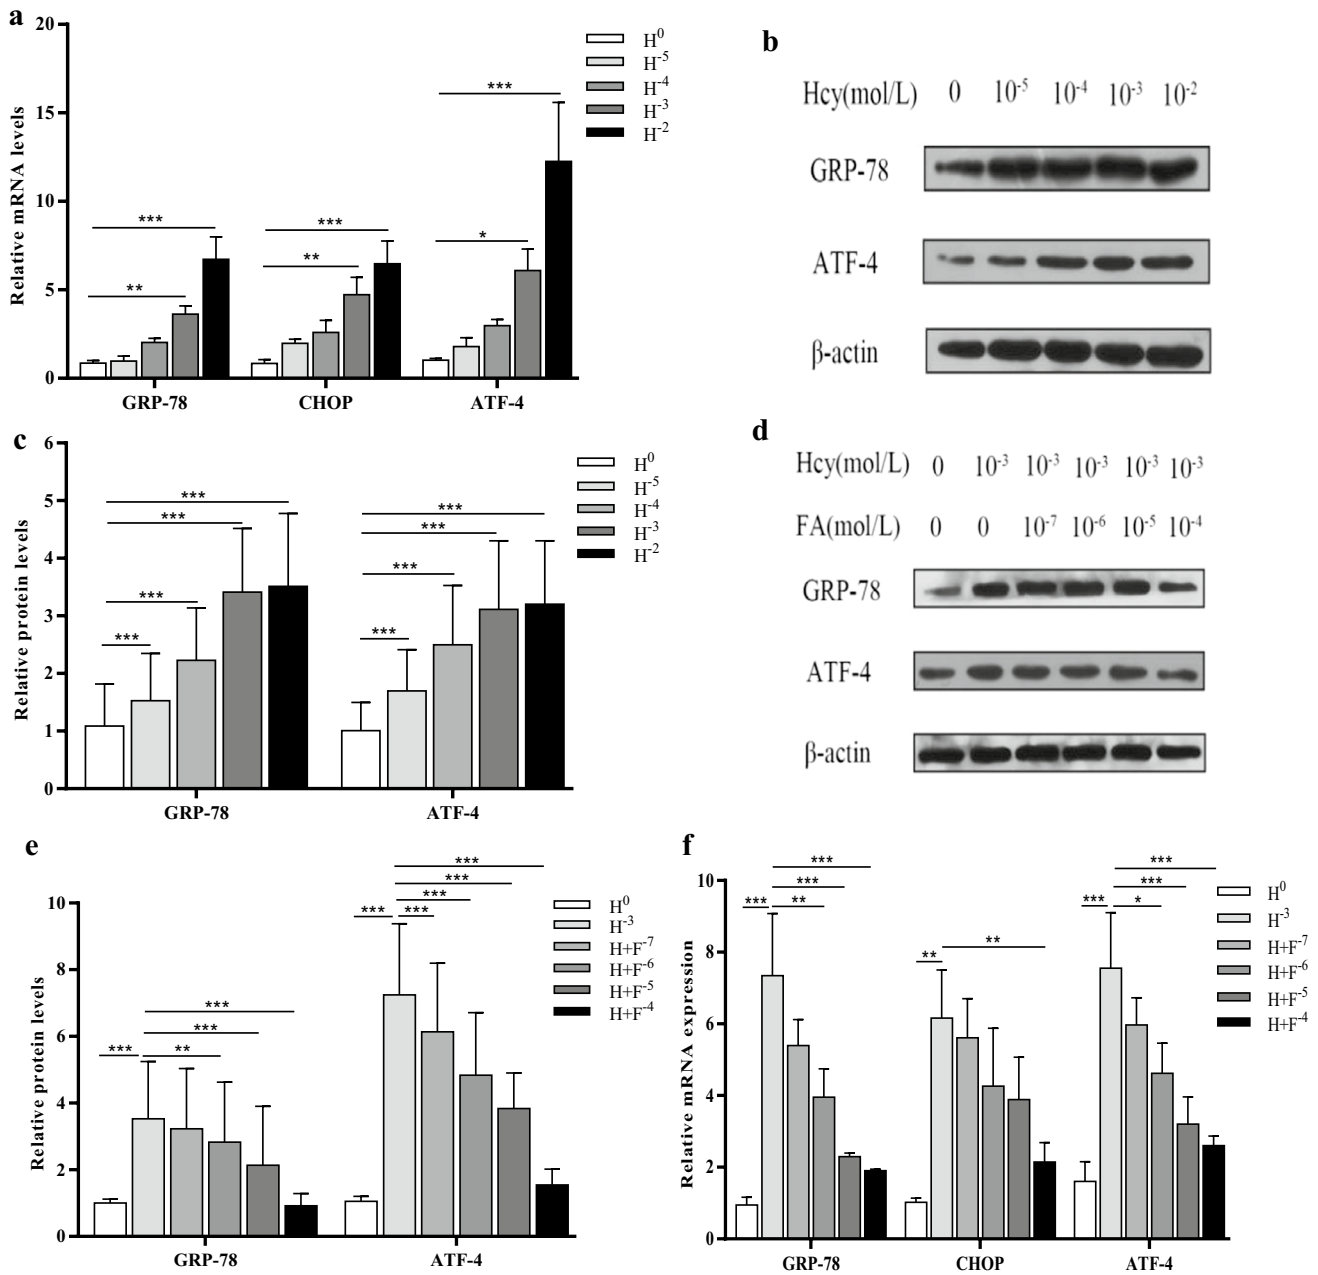 a
20
15
10
5
0
Relative mRNA levels
***
**
***
**
***
*
GRP-78 CHOP ATF-4
H⁰
H⁻⁵
H⁻⁴
H⁻³
H⁻²
b
Hcy(mol/L) 0 10⁻⁵ 10⁻⁴ 10⁻³ 10⁻²
GRP-78
ATF-4
β-actin
c
6
5
4
3
2
1
0
Relative protein levels
***
***
***
***
***
***
***
***
GRP-78 ATF-4
H⁰
H⁻⁵
H⁻⁴
H⁻³
H⁻²
d
Hcy(mol/L) 0 10⁻³ 10⁻³ 10⁻³ 10⁻³ 10⁻³
FA(mol/L) 0 0 10⁻⁷ 10⁻⁶ 10⁻⁵ 10⁻⁴
GRP-78
ATF-4
β-actin
e
10
8
6
4
2
0
Relative protein levels
***
***
*** **
***
***
***
*** ***
GRP-78 ATF-4
H⁰
H⁻³
H+F⁻⁷
H+F⁻⁶
H+F⁻⁵
H+F⁻⁴
f
10
8
6
4
2
0
Relative mRNA expression
***
***
*** **
**
**
***
***
*** *
GRP-78 CHOP ATF-4
H⁰
H⁻³
H+F⁻⁷
H+F⁻⁶
H+F⁻⁵
H+F⁻⁴